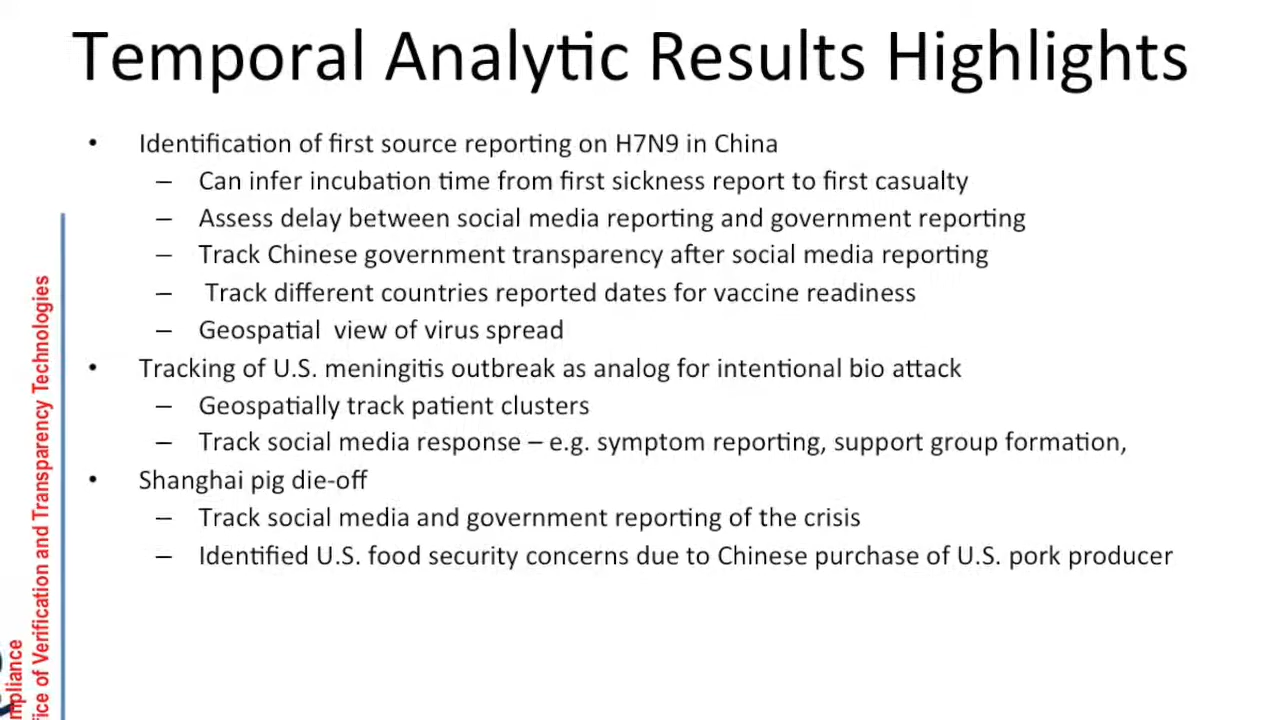 Temporal Analytic Results Highlights
• Identification of first source reporting on H7N9 in China
– Can infer incubation time from first sickness report to first casualty
– Assess delay between social media reporting and government reporting
– Track Chinese government transparency after social media reporting
– Track different countries reported dates for vaccine readiness
– Geospatial view of virus spread
• Tracking of U.S. meningitis outbreak as analog for intentional bio attack
– Geospatially track patient clusters
– Track social media response – e.g. symptom reporting, support group formation,
• Shanghai pig die-off
– Track social media and government reporting of the crisis
– Identified U.S. food security concerns due to Chinese purchase of U.S. pork producer
mpliance
ice of Verification and Transparency Technologies